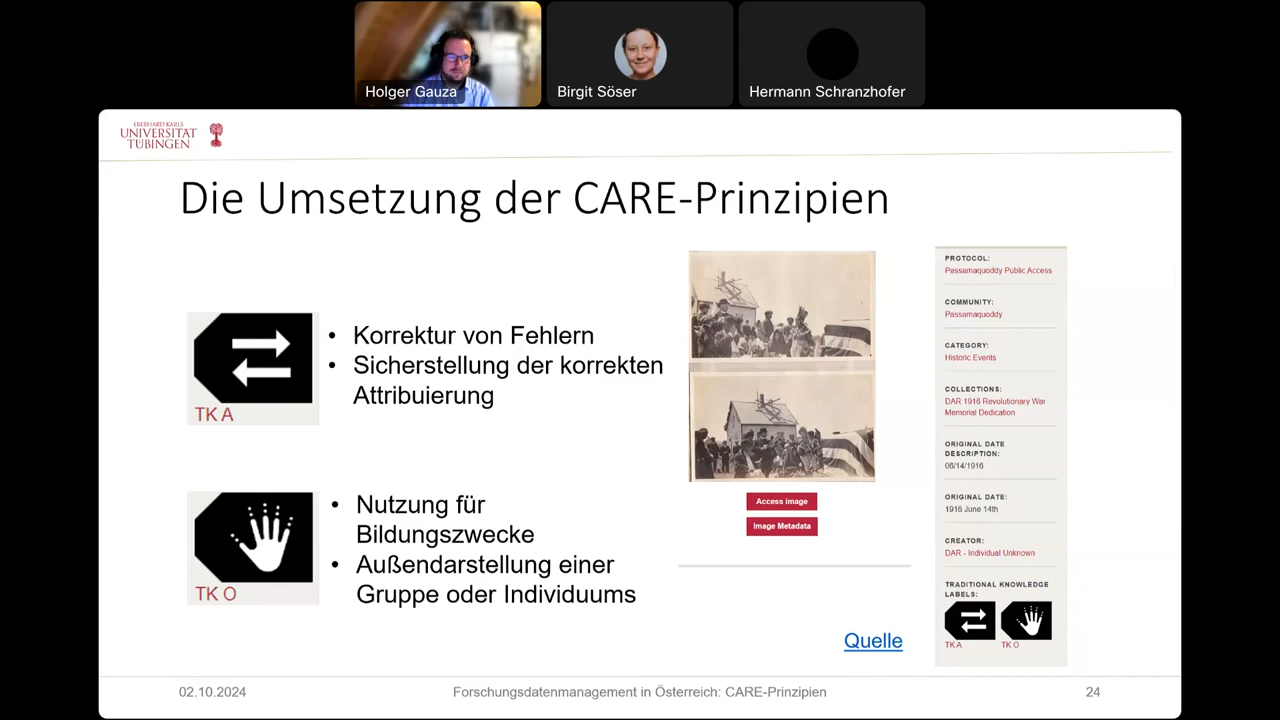 Holger Gauza
Birgit Söser
Hermann Schranzhofer
EBERHARD KARLS
UNIVERSITÄT
TÜBINGEN
Die Umsetzung der CARE-Prinzipien
TK A
• Korrektur von Fehlern
• Sicherstellung der korrekten
Attribuierung
TK O
• Nutzung für
Bildungszwecke
• Außendarstellung einer
Gruppe oder Individuums
Access image
Image Metadata
Quelle
PROTOCOL:
Passamaquoddy Public Access
COMMUNITY:
Passamaquoddy
CATEGORY:
Historic Events
COLLECTIONS:
DAR 1916 Revolutionary War
Memorial Dedication
ORIGINAL DATE
DESCRIPTION:
06/14/1916
ORIGINAL DATE:
1916 June 14th
CREATOR:
DAR - Individual Unknown
TRADITIONAL KNOWLEDGE
LABELS:
TK A TK O
02.10.2024
Forschungsdatenmanagement in Österreich: CARE-Prinzipien
24